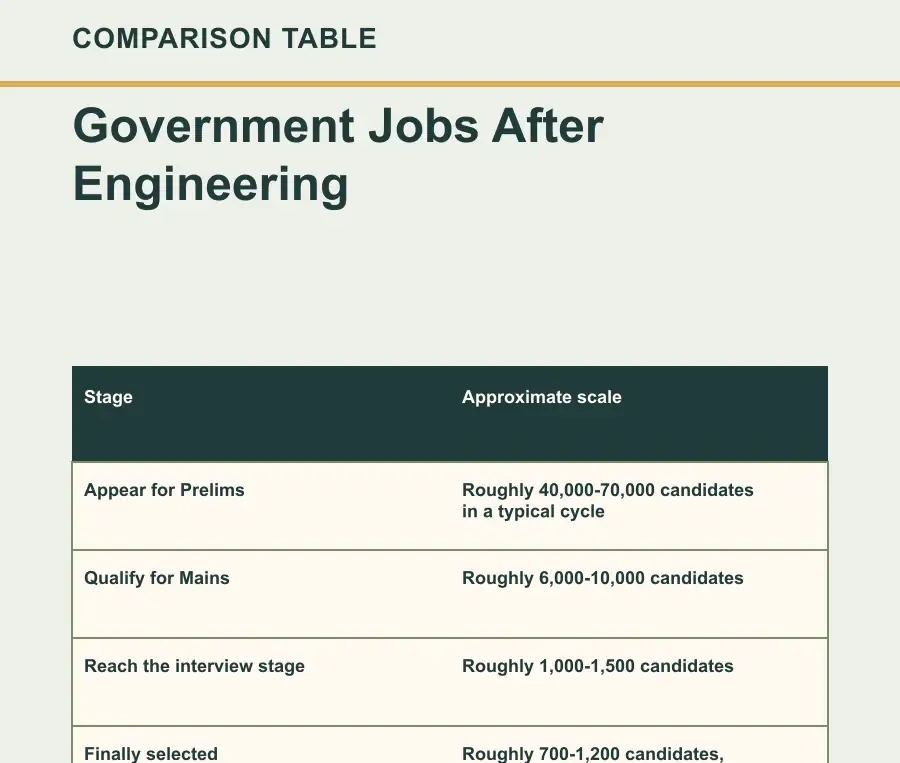 COMPARISON TABLE
Government Jobs After
Engineering
Stage
Approximate scale
Appear for Prelims
Roughly 40,000-70,000 candidates
in a typical cycle
Qualify for Mains
Roughly 6,000-10,000 candidates
Reach the interview stage
Roughly 1,000-1,500 candidates
Finally selected
Roughly 700-1,200 candidates,